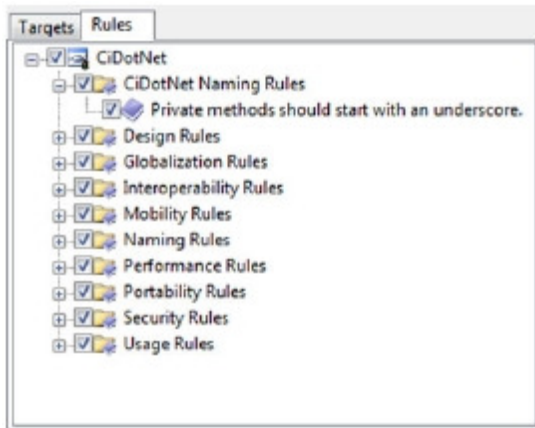 Targets Rules
CiDotNet
CiDotNet Naming Rules
Private methods should start with an underscore.
Design Rules
Globalization Rules
Interoperability Rules
Mobility Rules
Naming Rules
Performance Rules
Portability Rules
Security Rules
Usage Rules